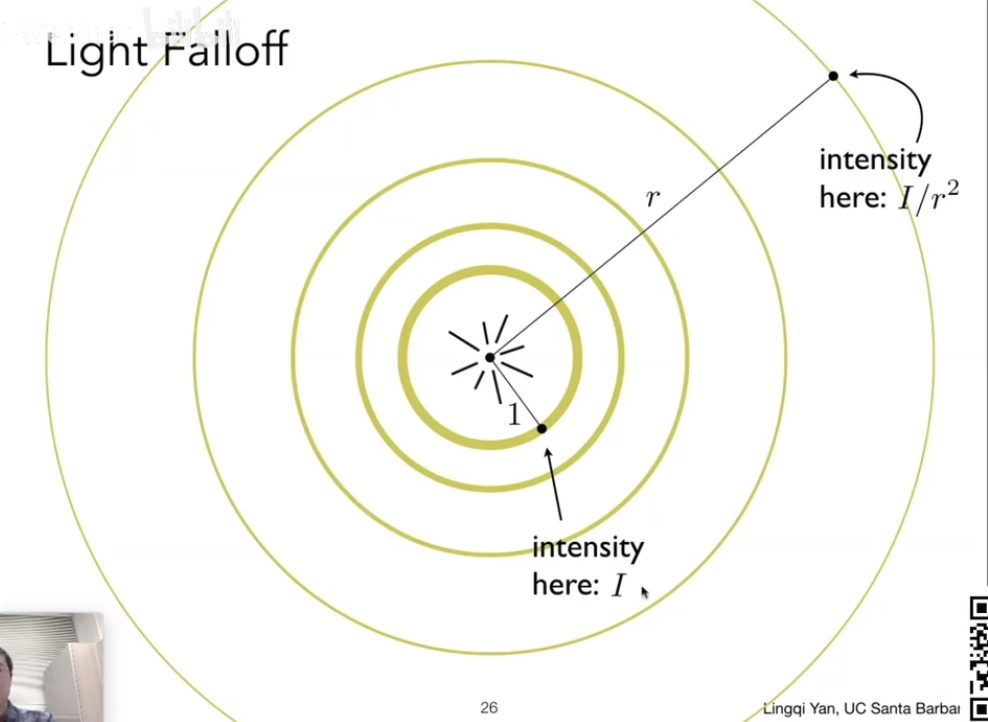 Light Falloff
intensity
here: I/r²
r
1
intensity
here: I
26
Lingqi Yan, UC Santa Barbar